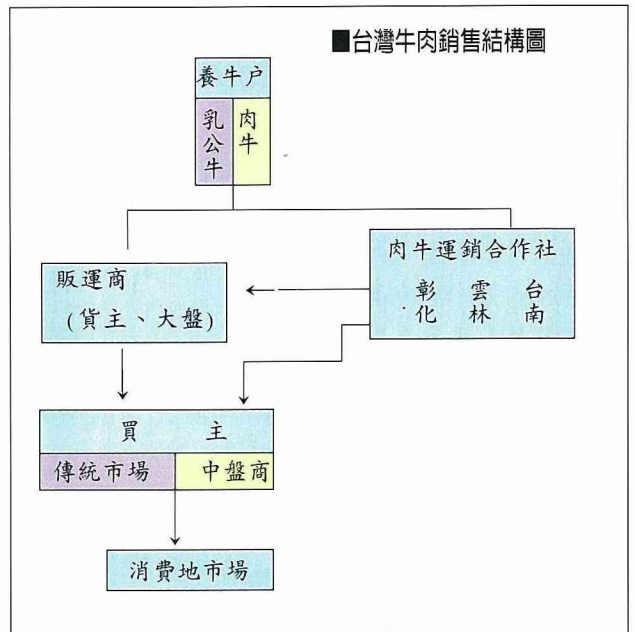 ■台灣牛肉銷售結構圖
養牛戶
乳公牛
肉牛
肉牛運銷合作社
彰化
雲林
台南
販運商
(貨主、大盤)
買主
傳統市場
中盤商
消費地市場